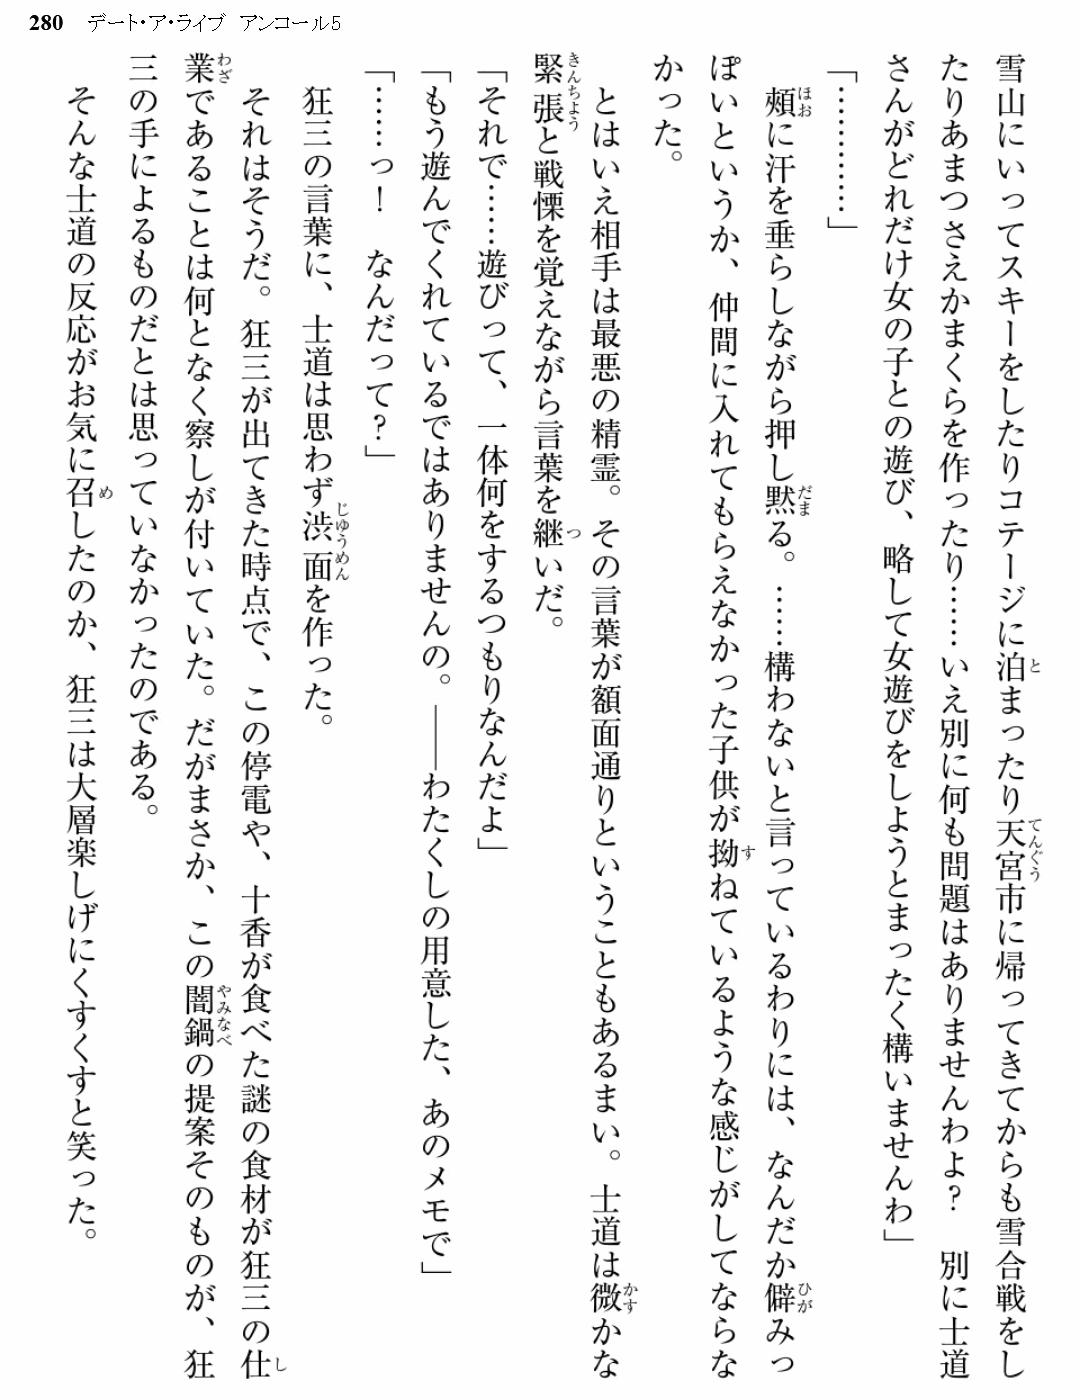 280 デート・ア・ライブ アンコール5
雪山にいってスキーをしたりコテージに泊まったり天宮市に帰ってきてからも雪合戦をし
たりあまつさえかまくらを作ったり……いえ別に何も問題はありませんわよ？　別に士道
さんがどれだけ女の子との遊び、略して女遊びをしようとまったく構いませんわ」
「…………」
　頰に汗を垂らしながら押し黙る。……構わないと言っているわりには、なんだか僻みっ
ぽいというか、仲間に入れてもらえなかった子供が拗ねているような感じがしてならな
かった。
　とはいえ相手は最悪の精霊。その言葉が額面通りということもあるまい。士道は微かな
緊張と戦慄を覚えながら言葉を継いだ。
「それで……遊びって、一体何をするつもりなんだよ」
「もう遊んでくれているではありませんの。――わたくしの用意した、あのメモで」
「……っ！　なんだって？」
　狂三の言葉に、士道は思わず渋面を作った。
　それはそうだ。狂三が出てきた時点で、この停電や、十香が食べた謎の食材が狂三の仕
業であることは何となく察しが付いていた。だがまさか、この闇鍋の提案そのものが、狂
三の手によるものだとは思っていなかったのである。
　そんな士道の反応がお気に召したのか、狂三は大層楽しげにくすくすと笑った。